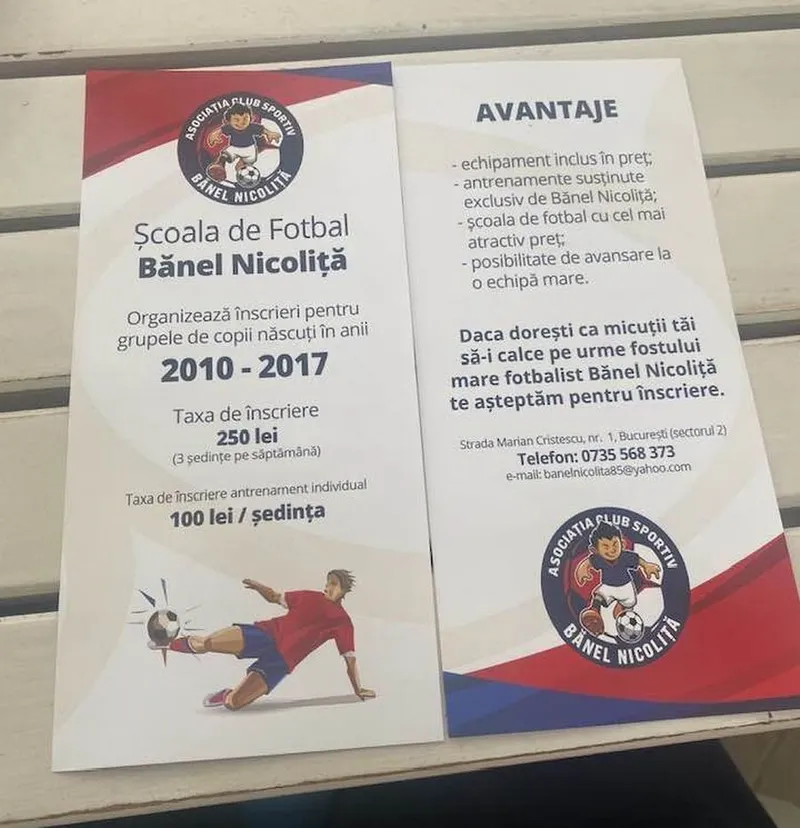 ASOCIAȚIA CLUB SPORTIV
BĂNEL NICOLIȚĂ
Școala de Fotbal
Bănel Nicoliță
Organizează înscrieri pentru
grupele de copii născuți în anii
2010 - 2017
Taxa de înscriere
250 lei
(3 ședințe pe săptămână)
Taxa de înscriere antrenament individual
100 lei / ședința
AVANTAJE
- echipament inclus în preț;
- antrenamente susținute
exclusiv de Bănel Nicoliță;
- școala de fotbal cu cel mai
atractiv preț;
- posibilitate de avansare la
o echipă mare.
Daca dorești ca micuții tăi
să-i calce pe urme fostului
mare fotbalist Bănel Nicoliță
te așteptăm pentru înscriere.
Strada Marian Cristescu, nr. 1, București (sectorul 2)
Telefon: 0735 568 373
e-mail: banelnicolita85@yahoo.com
ASOCIAȚIA CLUB SPORTIV
BĂNEL NICOLIȚĂ